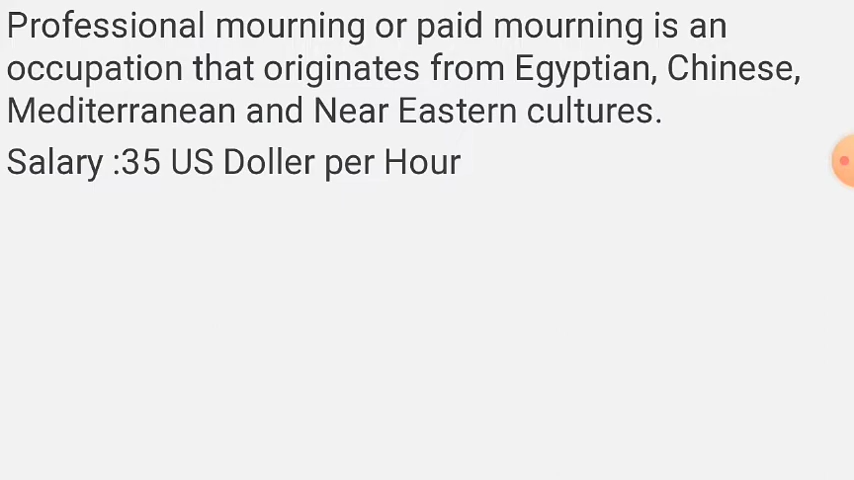 Professional mourning or paid mourning is an
occupation that originates from Egyptian, Chinese,
Mediterranean and Near Eastern cultures.
Salary :35 US Doller per Hour